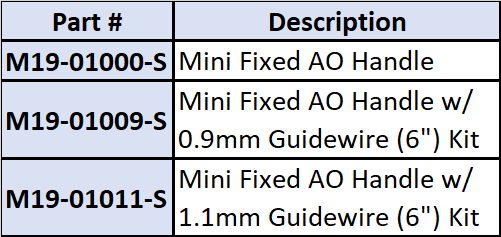 Part # Description
M19-01000-S Mini Fixed AO Handle
M19-01009-S Mini Fixed AO Handle w/
0.9mm Guidewire (6") Kit
M19-01011-S Mini Fixed AO Handle w/
1.1mm Guidewire (6") Kit